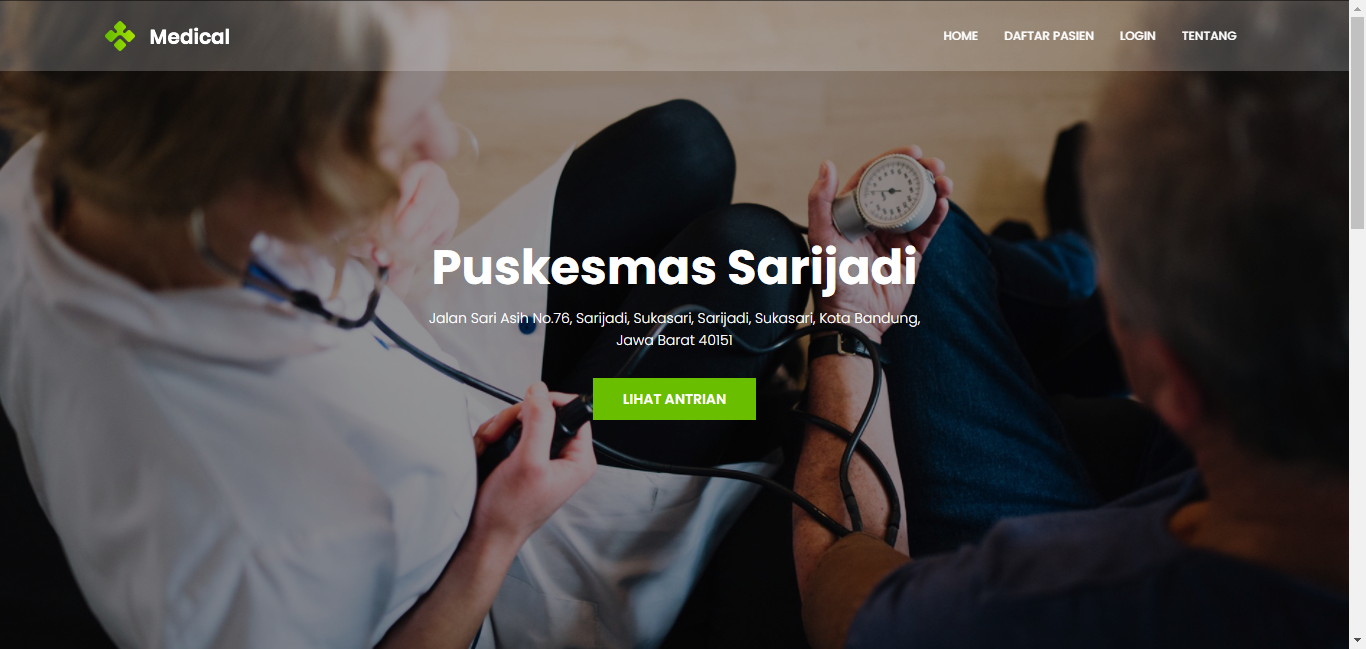 Medical
HOME
DAFTAR PASIEN
LOGIN
TENTANG
Puskesmas Sarijadi
Jalan Sari Asih No.76, Sarijadi, Sukasari, Sarijadi, Sukasari, Kota Bandung,
Jawa Barat 40151
LIHAT ANTRIAN